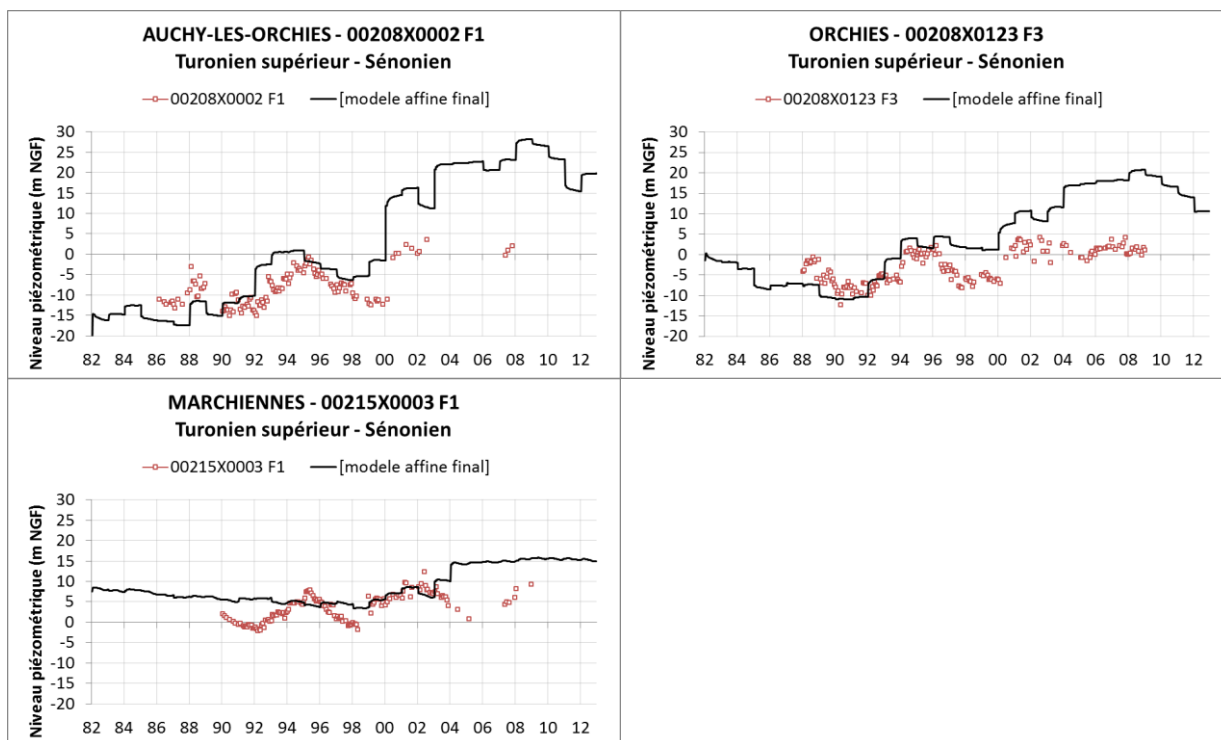 AUCHY-LES-ORCHIES - 00208X0002 F1
Turonien supérieur - Sénonien
00208X0002 F1 [modele affine final]
Niveau piézométrique (m NGF)
30
25
20
15
10
5
0
-5
-10
-15
-20
82 84 86 88 90 92 94 96 98 00 02 04 06 08 10 12
ORCHIES - 00208X0123 F3
Turonien supérieur - Sénonien
00208X0123 F3 [modele affine final]
Niveau piézométrique (m NGF)
30
25
20
15
10
5
0
-5
-10
-15
-20
82 84 86 88 90 92 94 96 98 00 02 04 06 08 10 12
MARCHIENNES - 00215X0003 F1
Turonien supérieur - Sénonien
00215X0003 F1 [modele affine final]
Niveau piézométrique (m NGF)
30
25
20
15
10
5
0
-5
-10
-15
-20
82 84 86 88 90 92 94 96 98 00 02 04 06 08 10 12